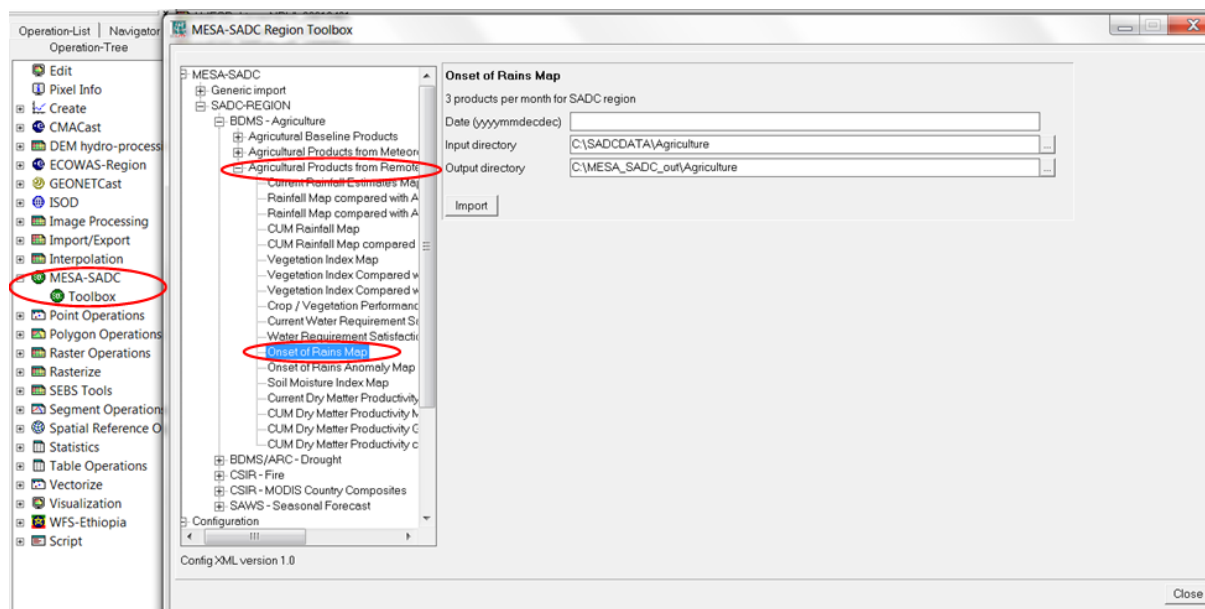 MESA-SADC Region Toolbox
Operation-List Navigator
Operation-Tree
Edit
Pixel Info
Create
CMACast
DEM hydro-process
ECOWAS-Region
GEONETCast
ISOD
Image Processing
Import/Export
Interpolation
MESA-SADC
Toolbox
Point Operations
Polygon Operations
Raster Operations
Rasterize
SEBS Tools
Segment Operation
Spatial Reference O
Statistics
Table Operations
Vectorize
Visualization
WFS-Ethiopia
Script
MESA-SADC
Generic import
SADC-REGION
BDMS - Agriculture
Agricutural Baseline Products
Agricultural Products from Meteor
Agricultural Products from Remote
Current Rainfall Estimates Map
Rainfall Map compared with A
Rainfall Map compared with A
CUM Rainfall Map
CUM Rainfall Map compared
Vegetation Index Map
Vegetation Index Compared w
Vegetation Index Compared w
Crop / Vegetation Performanc
Current Water Requirement S
Water Requirement Satisfacti
Onset of Rains Map
Onset of Rains Anomaly Map
Soil Moisture Index Map
Current Dry Matter Productivity
CUM Dry Matter Productivity M
CUM Dry Matter Productivity G
CUM Dry Matter Productivity c
BDMS/ARC - Drought
CSIR - Fire
CSIR - MODIS Country Composites
SAWS - Seasonal Forecast
Configuration
Config XML version 1.0
Onset of Rains Map
3 products per month for SADC region
Date (yyyymmdecdec)
Input directory C:\SADCDATA\Agriculture ...
Output directory C:\MESA_SADC_out\Agriculture ...
Import
Close